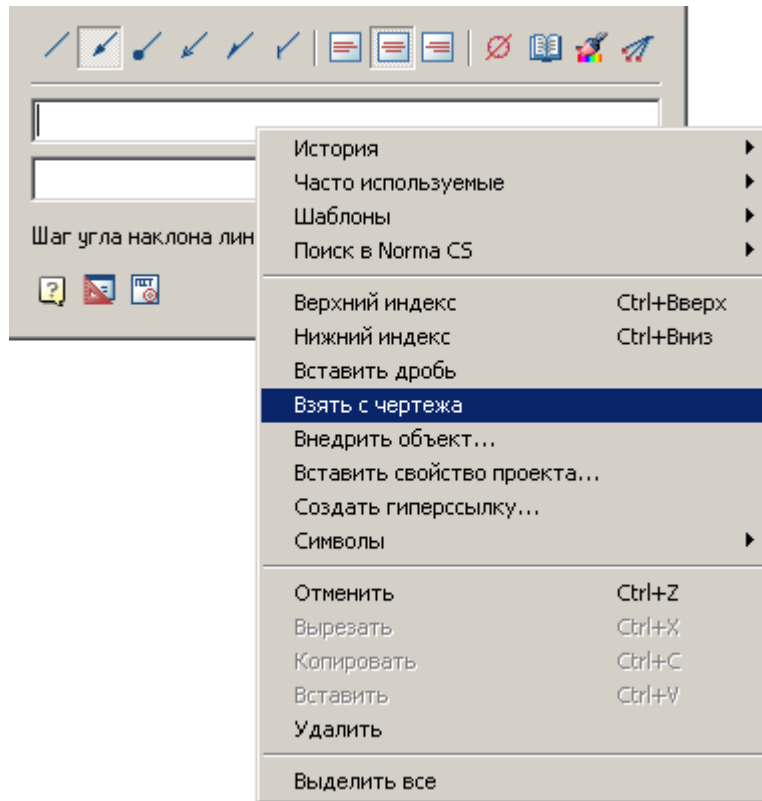 История
Часто используемые
Шаблоны
Шаг угла наклона лин
Поиск в Norma CS
Верхний индекс Ctrl+Вверх
Нижний индекс Ctrl+Вниз
Вставить дробь
Взять с чертежа
Внедрить объект...
Вставить свойство проекта...
Создать гиперссылку...
Символы
Отменить Ctrl+Z
Вырезать Ctrl+X
Копировать Ctrl+C
Вставить Ctrl+V
Удалить
Выделить все